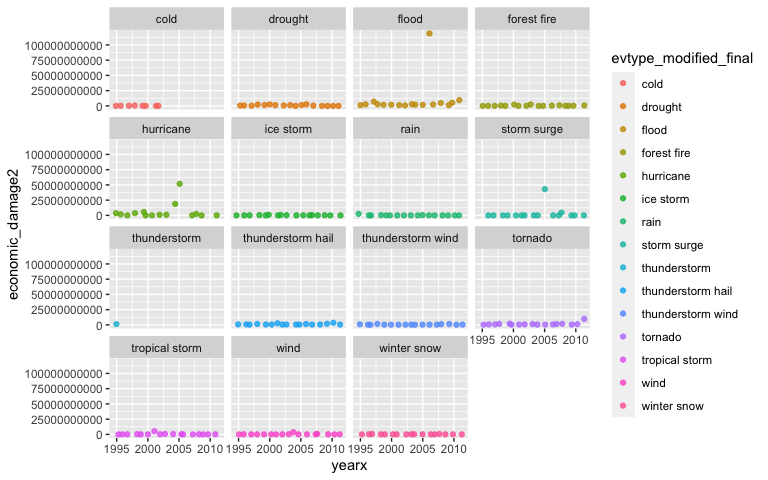 cold drought flood forest fire
100000000000
75000000000
50000000000
25000000000
0
hurricane ice storm rain storm surge
100000000000
75000000000
50000000000
25000000000
0
thunderstorm thunderstorm hail thunderstorm wind tornado
100000000000
75000000000
50000000000
25000000000
0
1995 2000 2005 2010
tropical storm wind winter snow
100000000000
75000000000
50000000000
25000000000
0
1995 2000 2005 2010 1995 2000 2005 2010 1995 2000 2005 2010
yearx
economic_damage2
evtype_modified_final
cold
drought
flood
forest fire
hurricane
ice storm
rain
storm surge
thunderstorm
thunderstorm hail
thunderstorm wind
tornado
tropical storm
wind
winter snow